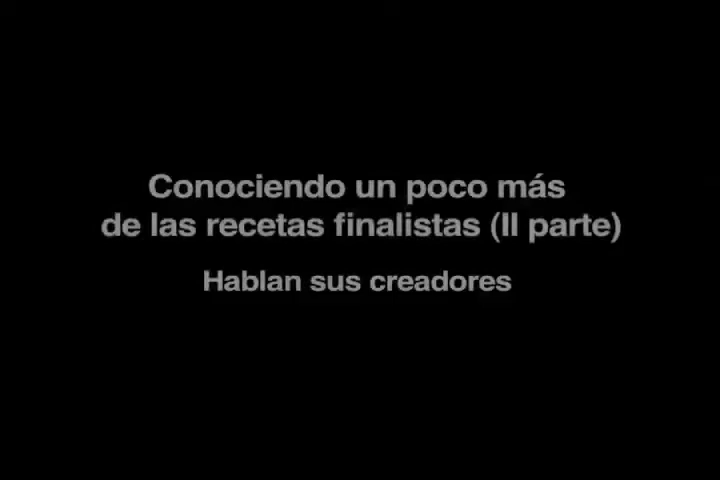 Conociendo un poco más
de las recetas finalistas (II parte)
Hablan sus creadores